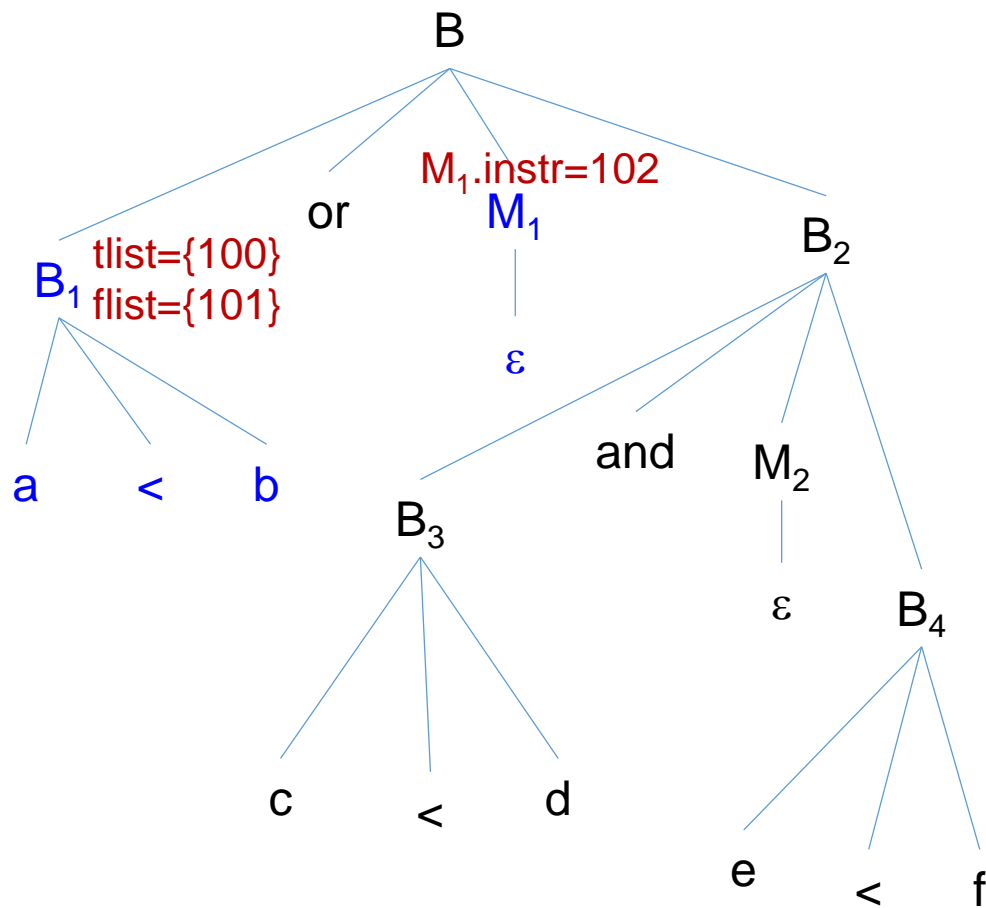 B
M₁.instr=102
or
M₁
tlist={100}
B₁
flist={101}
B₂
ε
a < b
and
M₂
B₃
ε
B₄
c < d
e < f